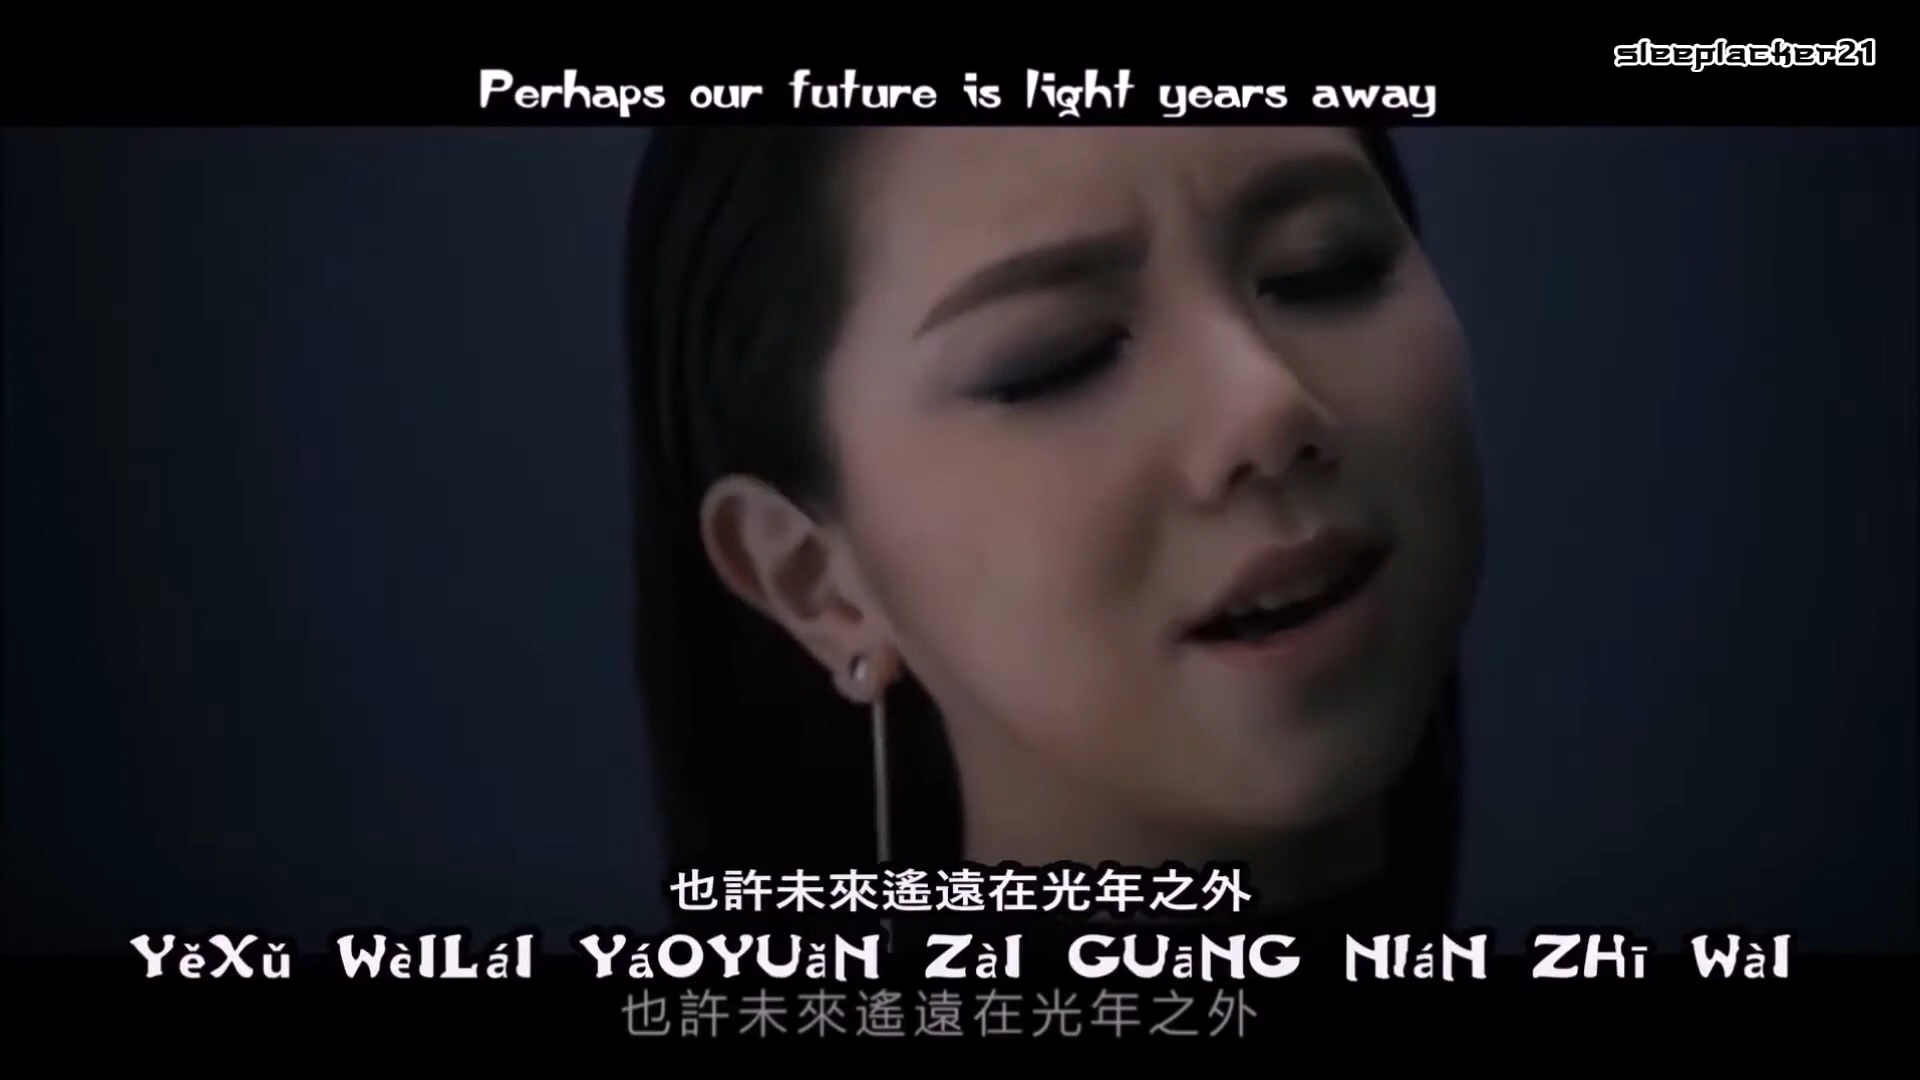 sleeplacker21
Perhaps our future is light years away
也許未來遙遠在光年之外
YěXǔ WèILáI YáOYUǎN ZàI GUāNG NIáN ZHī WàI
也許未來遙遠在光年之外